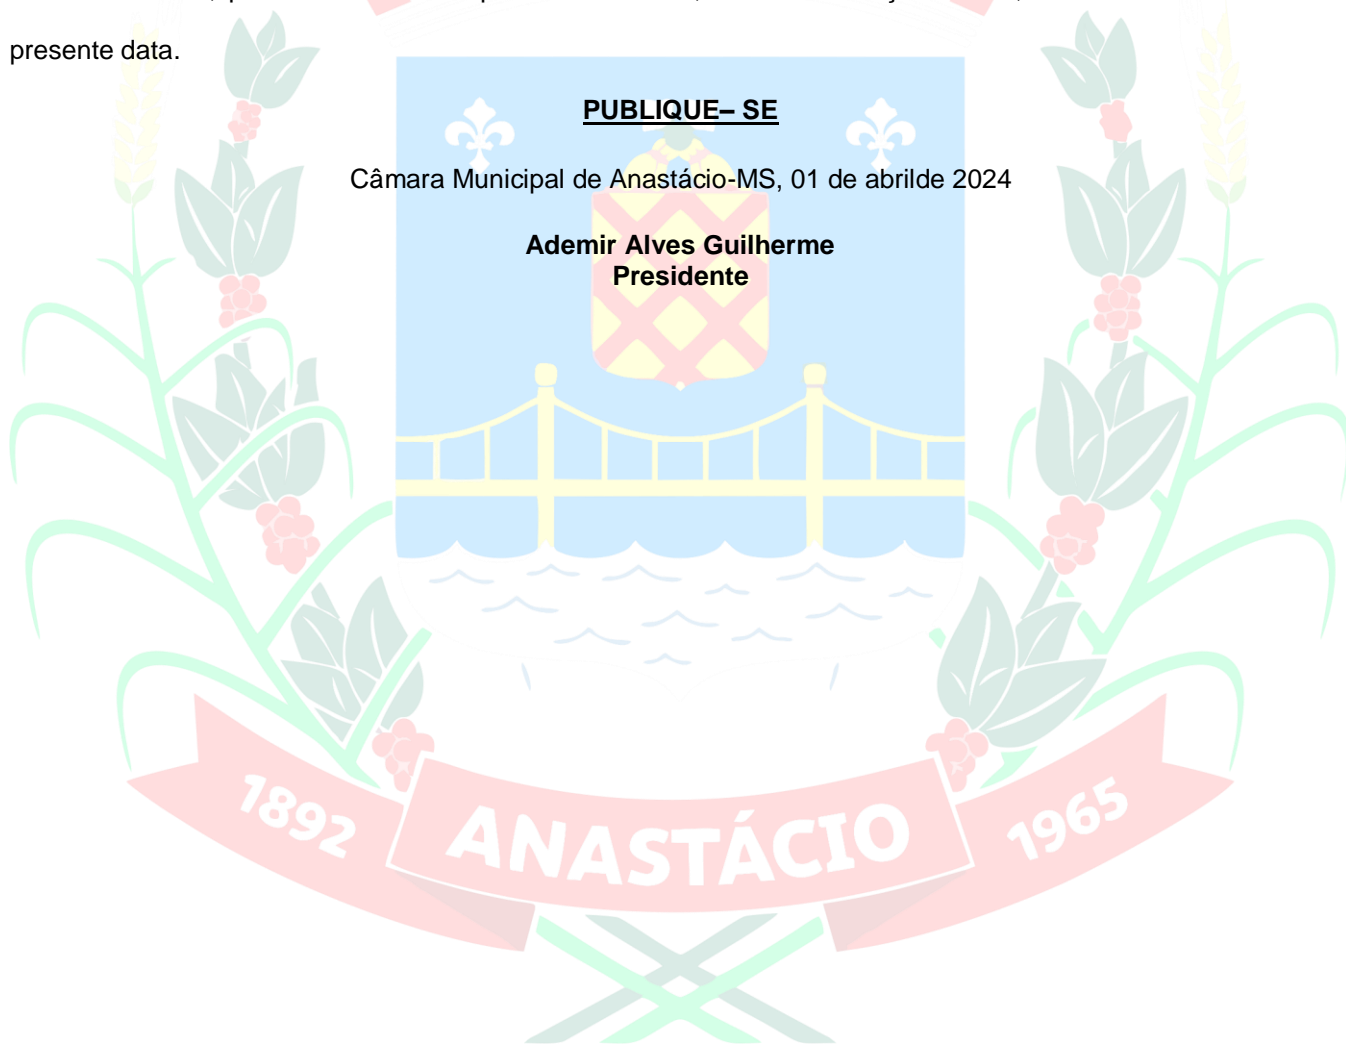 presente data.
PUBLIQUE– SE
Câmara Municipal de Anastácio-MS, 01 de abrilde 2024
Ademir Alves Guilherme
Presidente
1892
ANASTÁCIO
1965